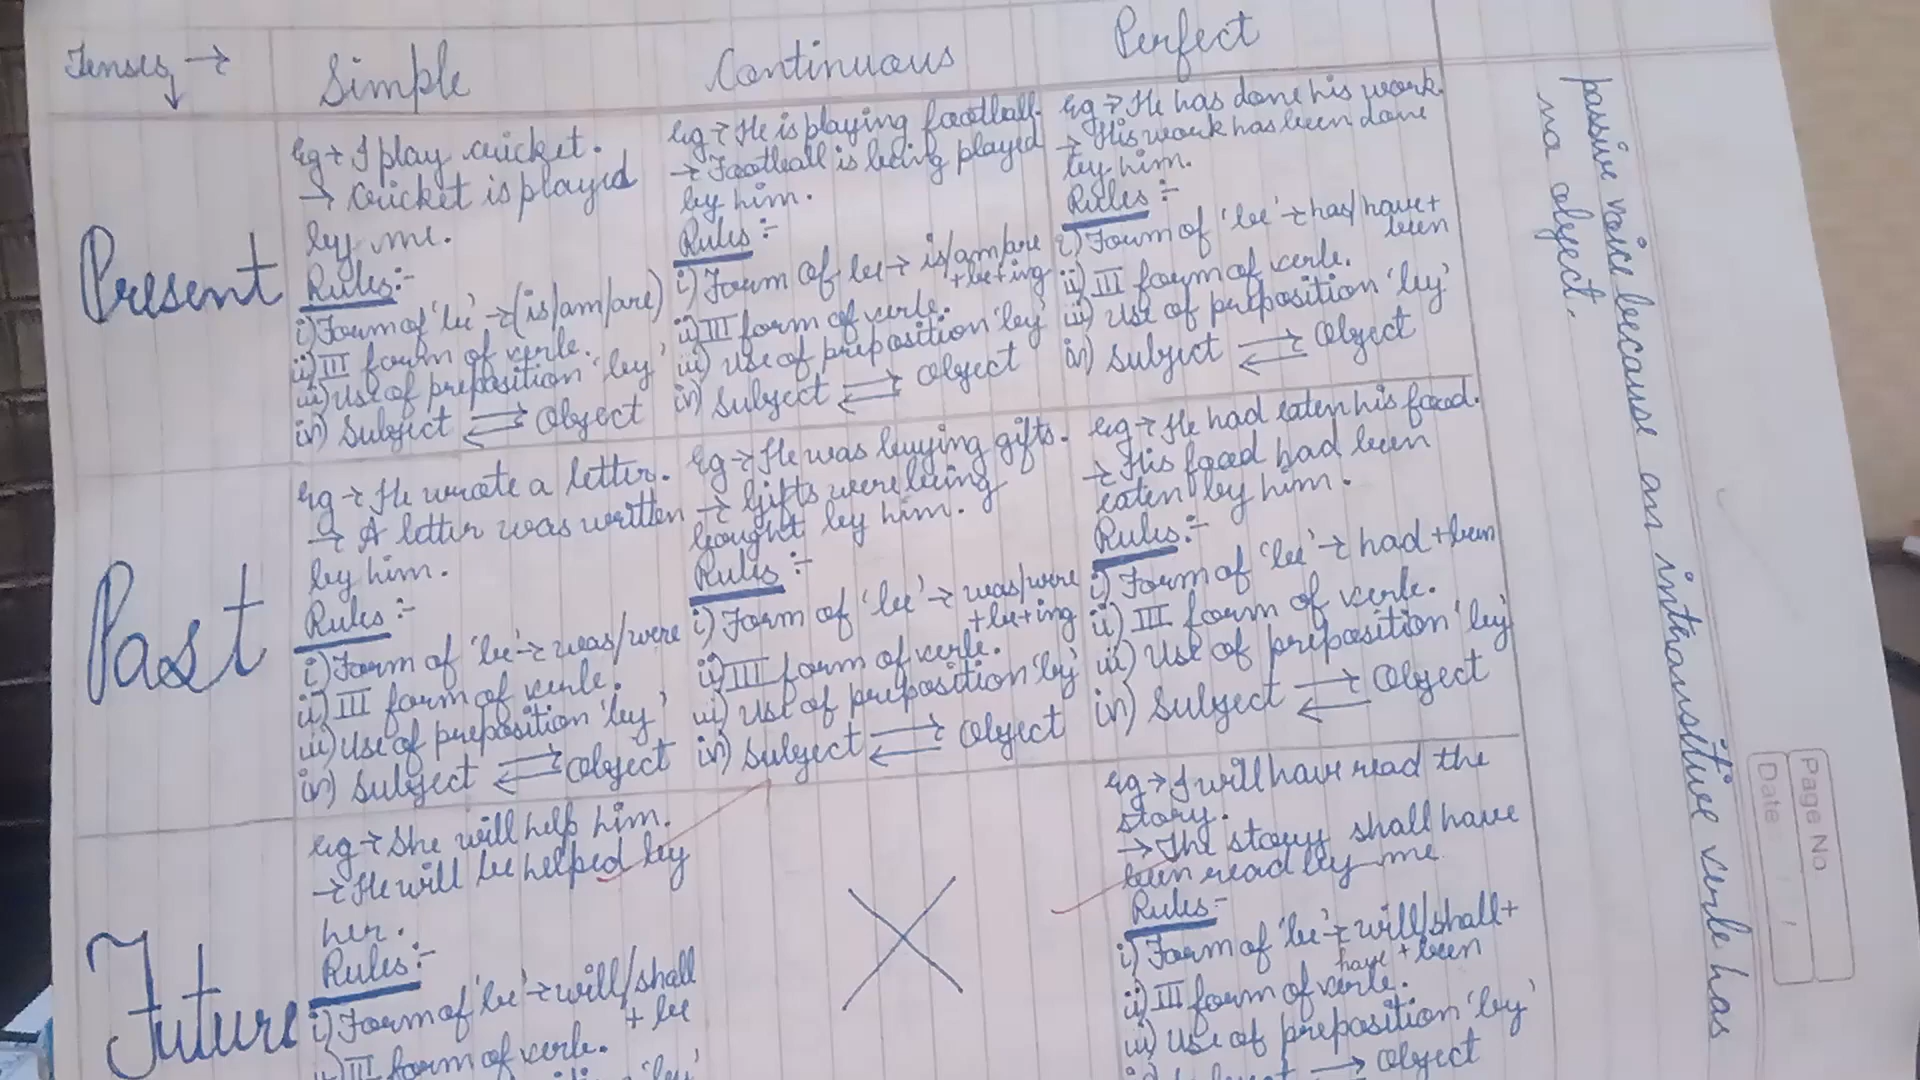 Tenses → Simple Continuous Perfect
Present
Eg → I play cricket.
→ Cricket is played
by me.
Rules:-
i) Form of 'be' → (is/am/are)
ii) III form of verb.
iii) Use of preposition 'by'
iv) Subject ⇄ Object
Eg → He is playing football.
→ Football is being played
by him.
Rules :-
i) Form of be → is/am/are
+be+ing
ii) III form of verb.
iii) Use of preposition 'by'
iv) Subject ⇄ Object
Eg → He has done his work.
→ His work has been done
by him.
Rules :-
i) Form of 'be' → has/have+
been
ii) III form of verb.
iii) Use of preposition 'by'
iv) Subject ⇄ Object
Past
Eg → He wrote a letter.
→ A letter was written
by him.
Rules :-
i) Form of 'be' → was/were
ii) III form of verb.
iii) Use of preposition 'by'
iv) Subject ⇄ Object
Eg → He was buying gifts.
→ Gifts were being
bought by him.
Rules :-
i) Form of 'be' → was/were
+be+ing
ii) III form of verb.
iii) Use of preposition 'by'
iv) Subject ⇄ Object
Eg → He had eaten his food.
→ His food had been
eaten by him.
Rules :-
i) Form of 'be' → had + been
ii) III form of verb.
iii) Use of preposition 'by'
iv) Subject ⇄ Object
Future
Eg → She will help him.
→ He will be helped by
her.
Rules :-
i) Form of 'be' → will/shall
+ be
ii) III form of verb.
'by'
Eg → I will have read the
story.
→ The story shall have
been read by me
Rules :-
i) Form of 'be' → will/shall+
have + been
ii) III form of verb.
iii) Use of preposition 'by'
→ Object
passive voice because an intransitive verb has
no object.
Page No
Date